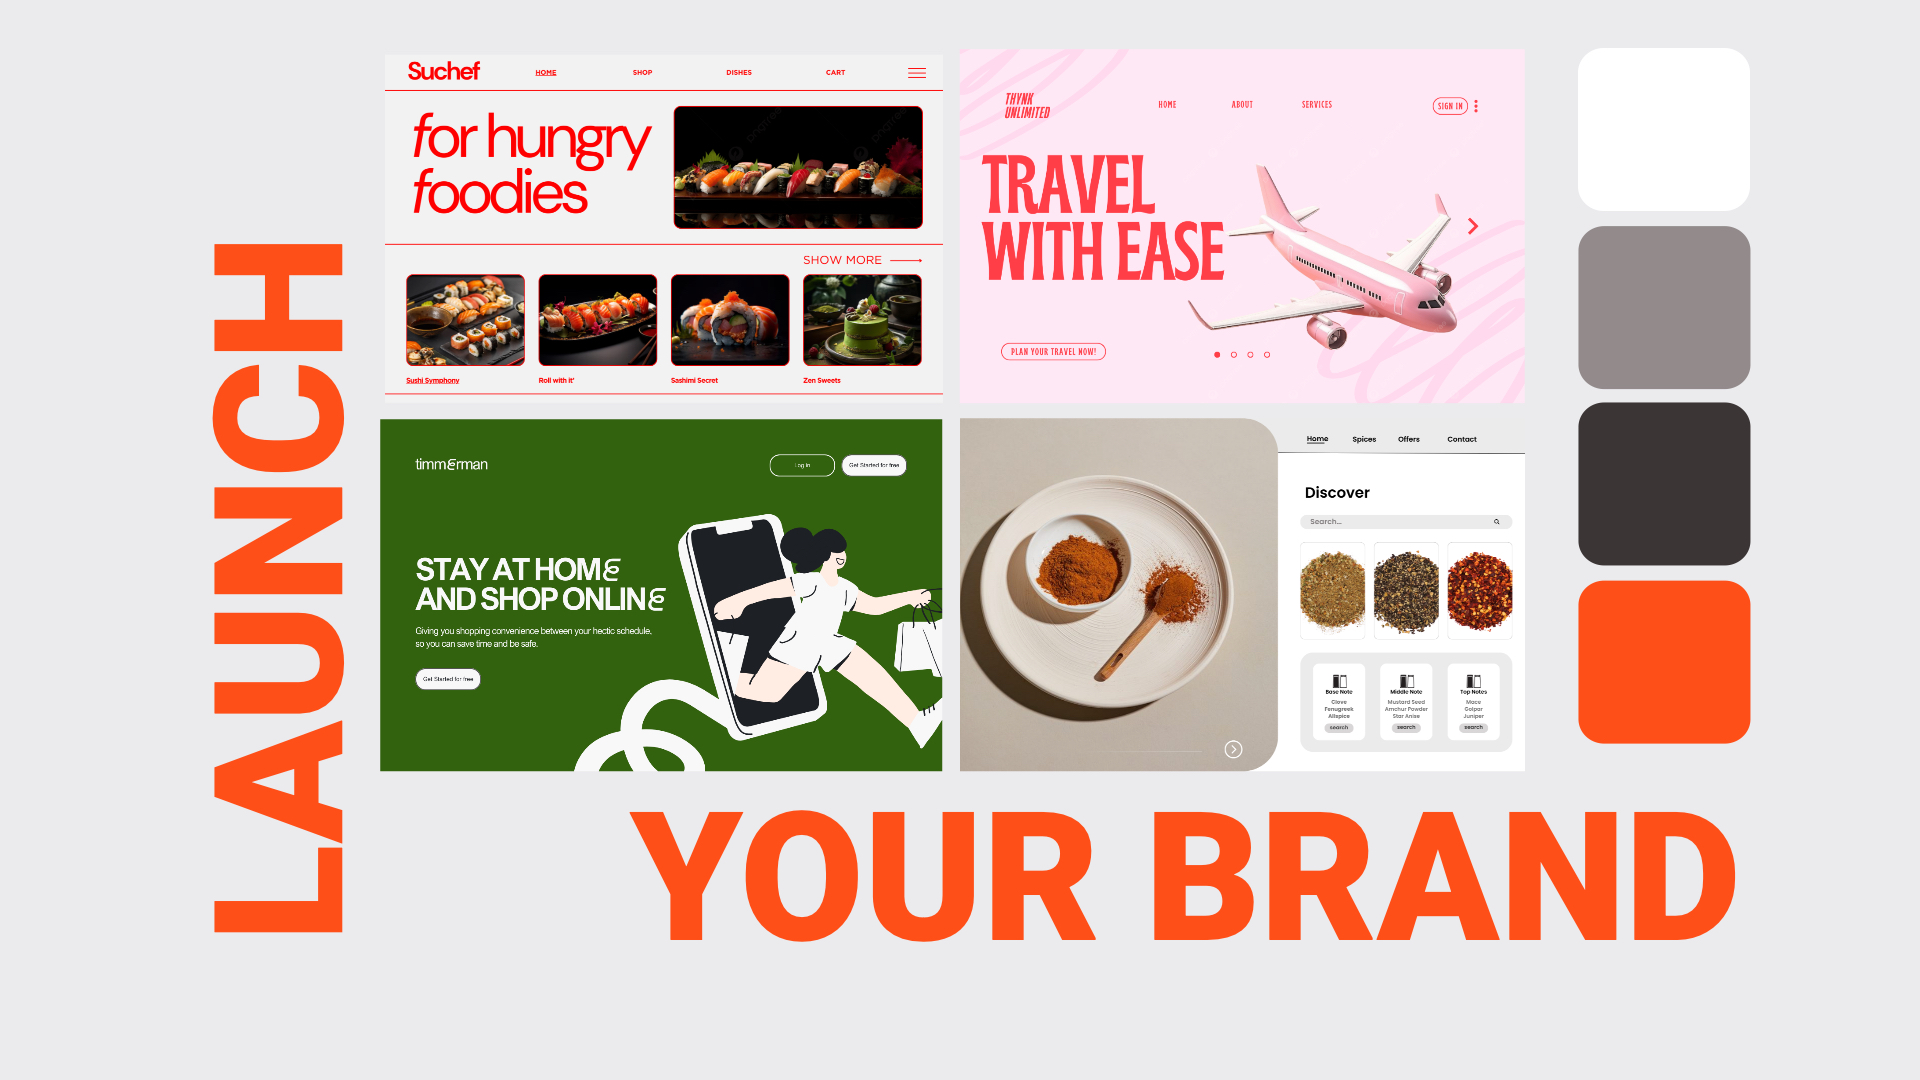 LAUNCH
Suchef
HOME
SHOP
DISHES
CART
for hungry
foodies
SHOW MORE
Sushi Symphony
Roll with it'
Sashimi Secret
Zen Sweets
THYNK
UNLIMITED
HOME
ABOUT
SERVICES
SIGN IN
TRAVEL
WITH EASE
PLAN YOUR TRAVEL NOW!
timmerman
Log in
Get Started for free
STAY AT HOME
AND SHOP ONLINE
Giving you shopping convenience between your hectic schedule,
so you can save time and be safe.
Get Started for free
Home
Spices
Offers
Contact
Discover
Search...
Base Note
Clove
Fenugreek
Allspice
search
Middle Note
Mustard Seed
Amchur Powder
Star Anise
search
Top Notes
Mace
Golpar
Juniper
search
YOUR BRAND